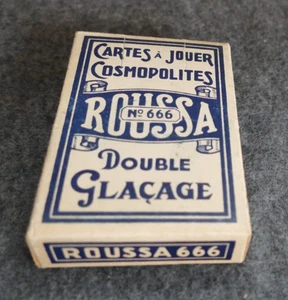 CARTES À JOUER
COSMOPOLITES
ROUSSA
Nº 666
DOUBLE
GLAÇAGE
ROUSSA 666